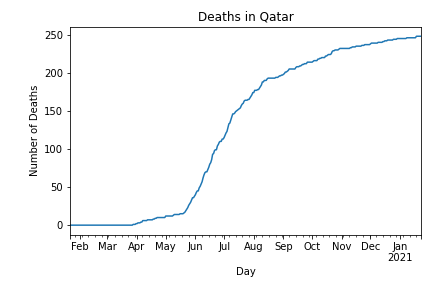 Deaths in Qatar
250
200
150
100
50
0
Number of Deaths
Feb Mar Apr May Jun Jul Aug Sep Oct Nov Dec Jan
2021
Day